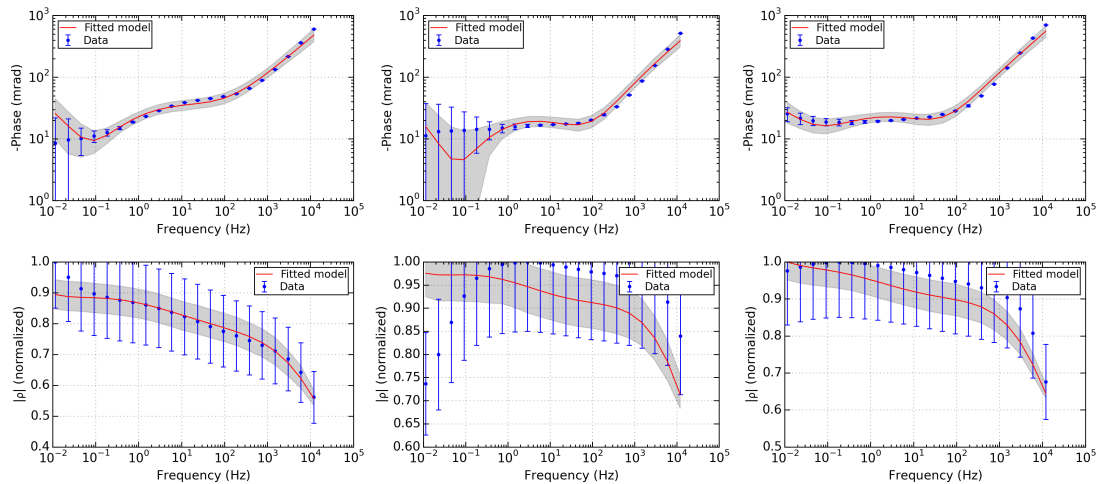 -Phase (mrad)
10³
10²
10¹
10⁰
Fitted model
Data
10⁻² 10⁻¹ 10⁰ 10¹ 10² 10³ 10⁴ 10⁵
Frequency (Hz)
-Phase (mrad)
10³
10²
10¹
10⁰
Fitted model
Data
10⁻² 10⁻¹ 10⁰ 10¹ 10² 10³ 10⁴ 10⁵
Frequency (Hz)
-Phase (mrad)
10³
10²
10¹
10⁰
Fitted model
Data
10⁻² 10⁻¹ 10⁰ 10¹ 10² 10³ 10⁴ 10⁵
Frequency (Hz)
|ρ| (normalized)
1.0
0.9
0.8
0.7
0.6
0.5
0.4
Fitted model
Data
10⁻² 10⁻¹ 10⁰ 10¹ 10² 10³ 10⁴ 10⁵
Frequency (Hz)
|ρ| (normalized)
1.00
0.95
0.90
0.85
0.80
0.75
0.70
0.65
0.60
Fitted model
Data
10⁻² 10⁻¹ 10⁰ 10¹ 10² 10³ 10⁴ 10⁵
Frequency (Hz)
|ρ| (normalized)
1.0
0.9
0.8
0.7
0.6
0.5
Fitted model
Data
10⁻² 10⁻¹ 10⁰ 10¹ 10² 10³ 10⁴ 10⁵
Frequency (Hz)